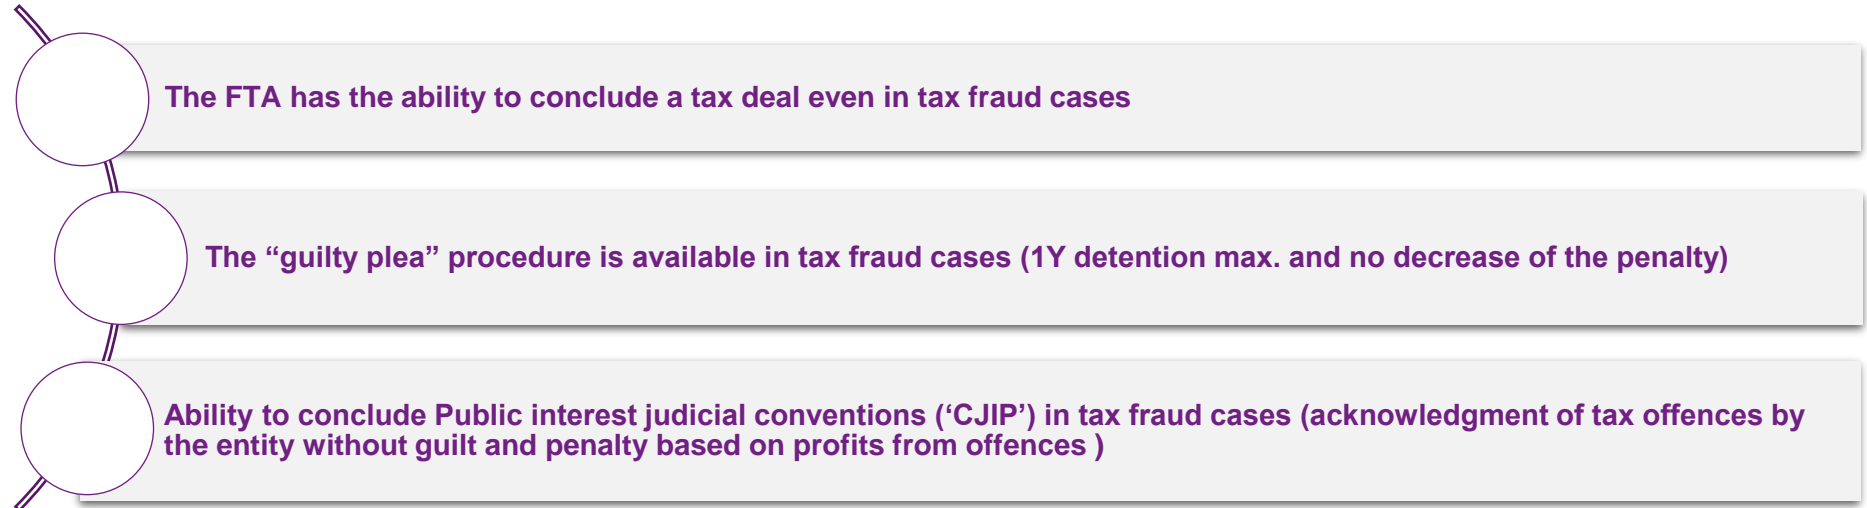 The FTA has the ability to conclude a tax deal even in tax fraud cases
The “guilty plea” procedure is available in tax fraud cases (1Y detention max. and no decrease of the penalty)
Ability to conclude Public interest judicial conventions (‘CJIP’) in tax fraud cases (acknowledgment of tax offences by
the entity without guilt and penalty based on profits from offences )